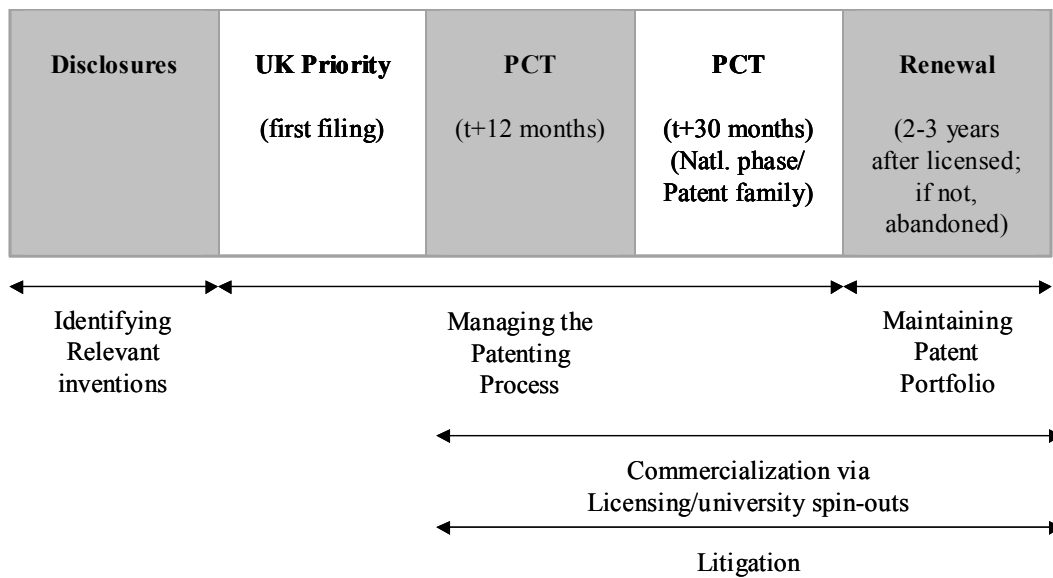 Disclosures
UK Priority
(first filing)
PCT
(t+12 months)
PCT
(t+30 months)
(Natl. phase/
Patent family)
Renewal
(2-3 years
after licensed;
if not,
abandoned)
Identifying
Relevant
inventions
Managing the
Patenting
Process
Maintaining
Patent
Portfolio
Commercialization via
Licensing/university spin-outs
Litigation